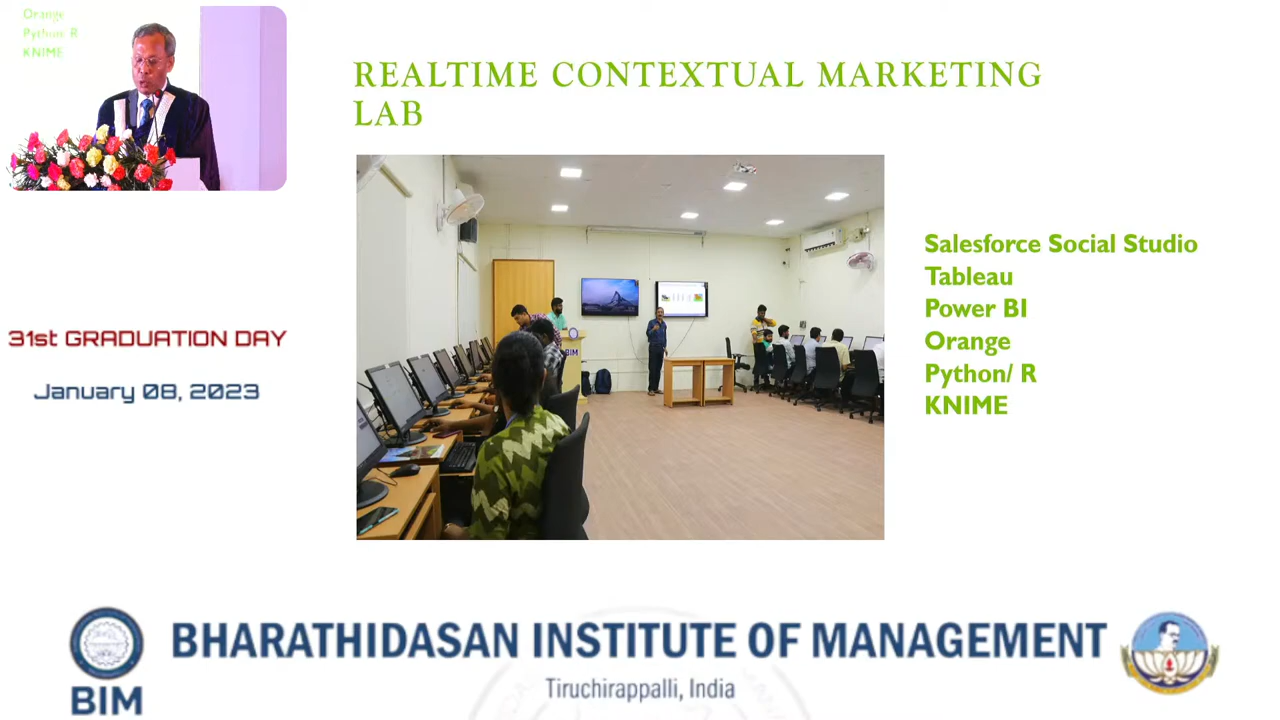 Orange
Python/ R
KNIME
REALTIME CONTEXTUAL MARKETING
LAB
Salesforce Social Studio
Tableau
Power BI
Orange
Python/ R
KNIME
BIM
31st GRADUATION DAY
January 08, 2023
BHARATHIDASAN INSTITUTE OF MANAGEMENT
Tiruchirappalli, India
BIM